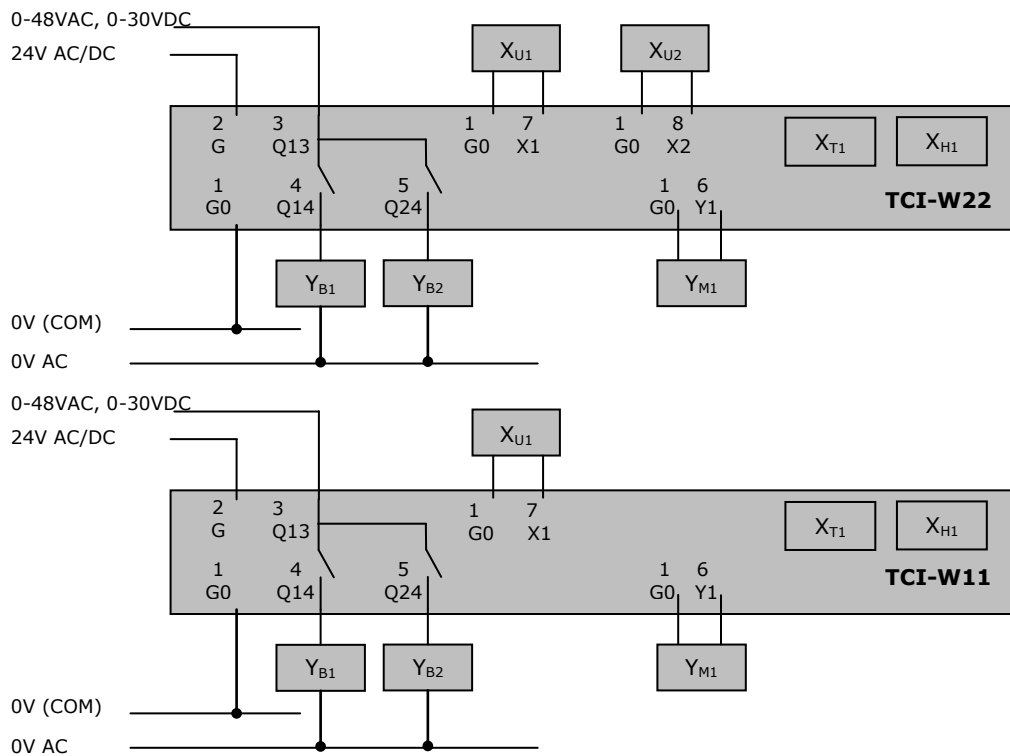 0-48VAC, 0-30VDC
24V AC/DC
X_U1 X_U2
2 3 1 7 1 8
G Q13 G0 X1 G0 X2
X_T1 X_H1
1 4 5 1 6
G0 Q14 Q24 G0 Y1
TCI-W22
Y_B1 Y_B2 Y_M1
0V (COM)
0V AC
0-48VAC, 0-30VDC
24V AC/DC
X_U1
2 3 1 7
G Q13 G0 X1
X_T1 X_H1
1 4 5 1 6
G0 Q14 Q24 G0 Y1
TCI-W11
Y_B1 Y_B2 Y_M1
0V (COM)
0V AC